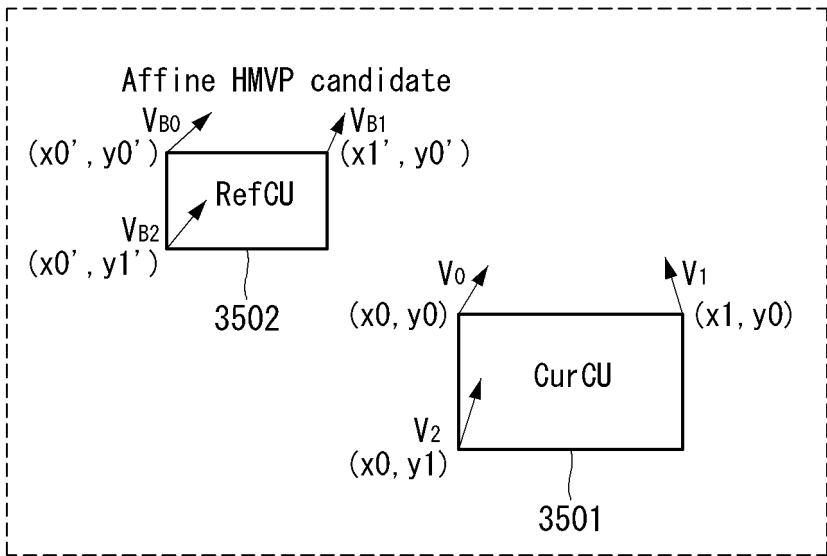 Affine HMVP candidate
VB0 VB1
(x0',y0') (x1',y0')
RefCU
VB2
(x0',y1')
3502
V0 V1
(x0,y0) (x1,y0)
CurCU
V2
(x0,y1)
3501